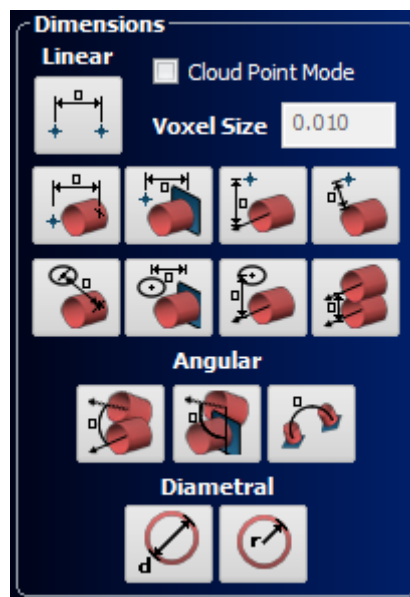 Dimensions
Linear
Cloud Point Mode
Voxel Size 0.010
Angular
Diametral
d
r